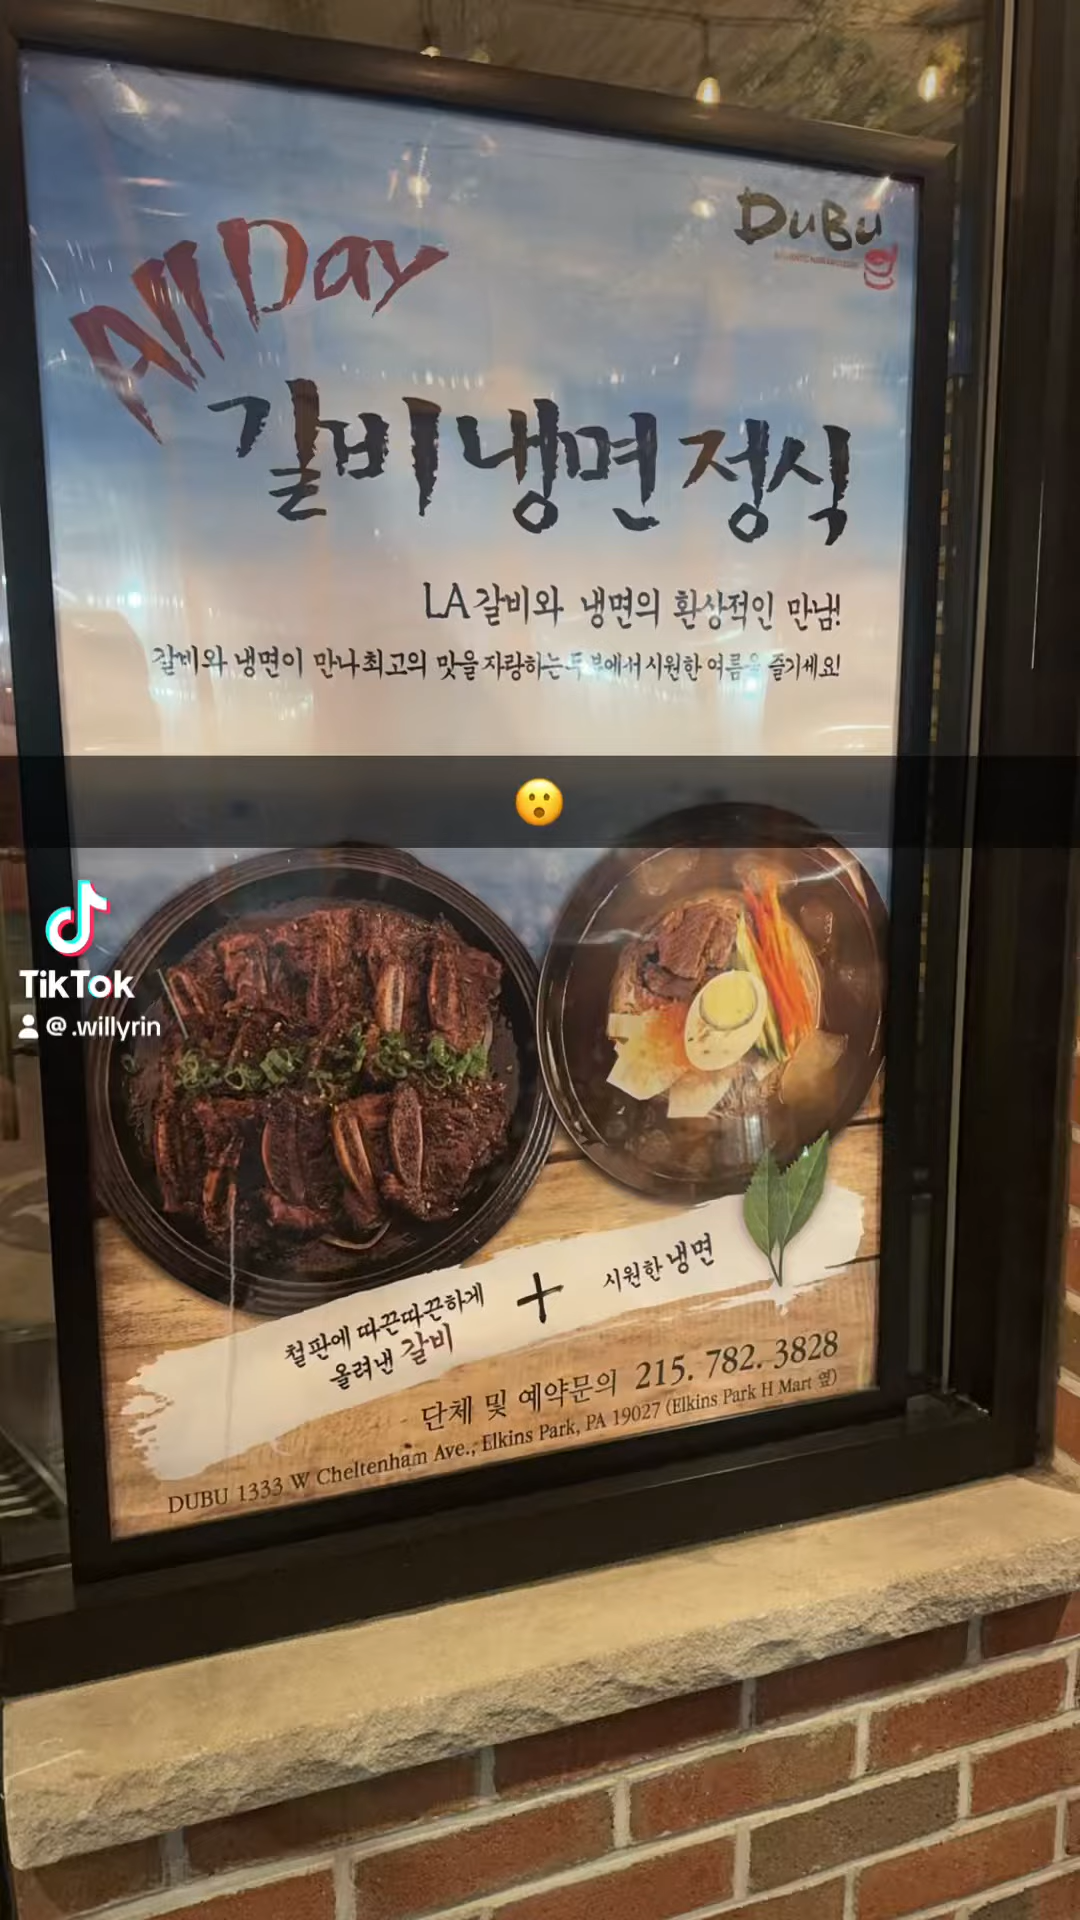 All Day
DUBU
갈비 냉면 정식
LA갈비와 냉면의 환상적인 만남!
갈비와 냉면이 만나 최고의 맛을 자랑하는 두부에서 시원한 여름을 즐기세요!
😮
TikTok
@.willyrin
철판에 따끈따끈하게
올려낸 갈비
+
시원한 냉면
단체 및 예약문의 215. 782. 3828
DUBU 1333 W Cheltenham Ave., Elkins Park, PA 19027 (Elkins Park H Mart 옆)